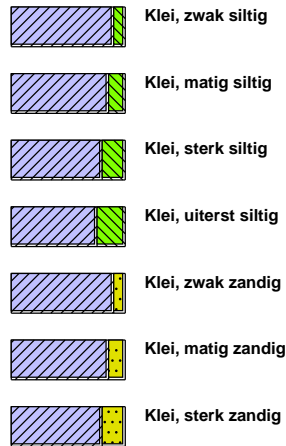 Klei, zwak siltig
Klei, matig siltig
Klei, sterk siltig
Klei, uiterst siltig
Klei, zwak zandig
Klei, matig zandig
Klei, sterk zandig